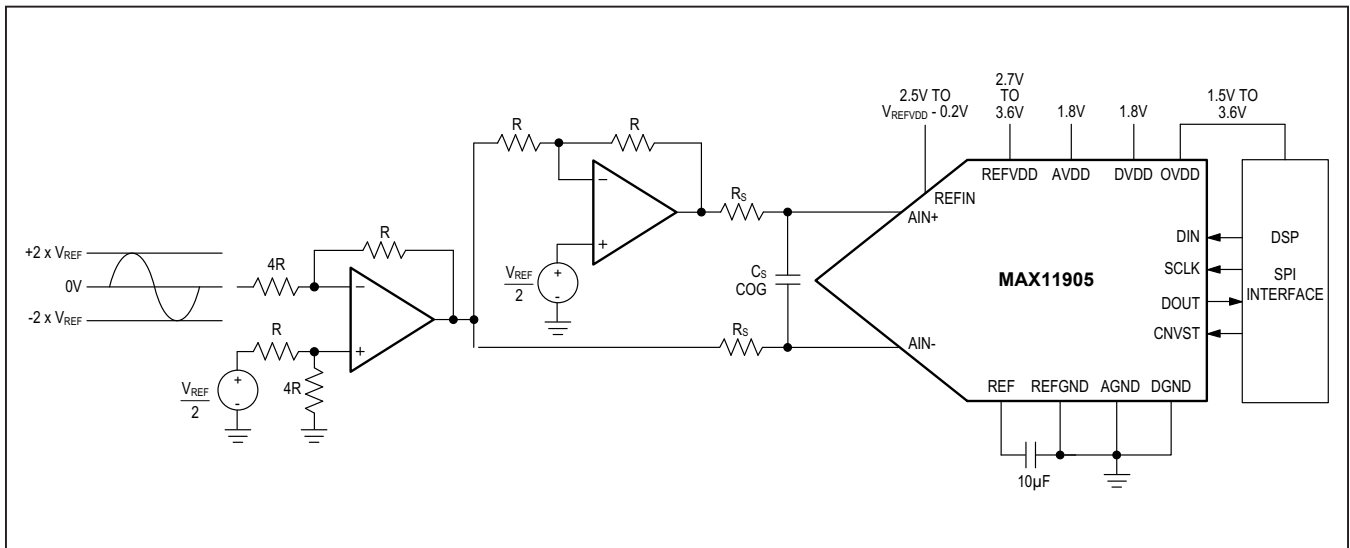 +2 x VREF
0V
-2 x VREF
4R
R
R
4R
VREF
2
+
-
-
+
R
R
-
+
VREF
2
+
-
RS
RS
CS
COG
2.5V TO
VREFVDD - 0.2V
2.7V
TO
3.6V
1.8V
1.8V
1.5V TO
3.6V
REFIN
REFVDD
AVDD
DVDD
OVDD
AIN+
AIN-
MAX11905
DIN
SCLK
DOUT
CNVST
DSP
SPI
INTERFACE
REF
REFGND
AGND
DGND
10µF